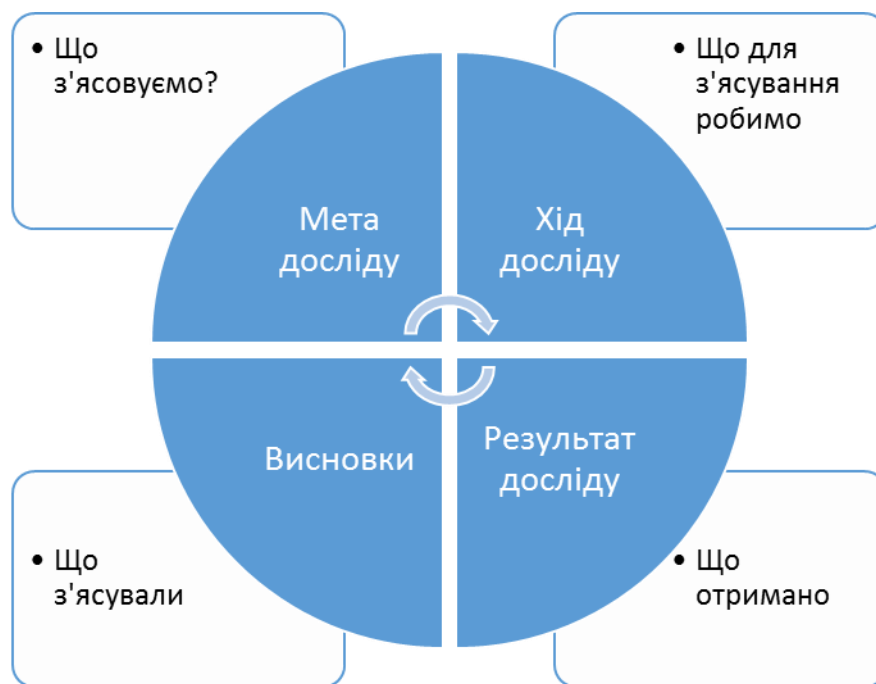 • Що
з'ясовуємо?
• Що для
з'ясування
робимо
Мета
досліду
Хід
досліду
Висновки
Результат
досліду
• Що
з'ясували
• Що
отримано